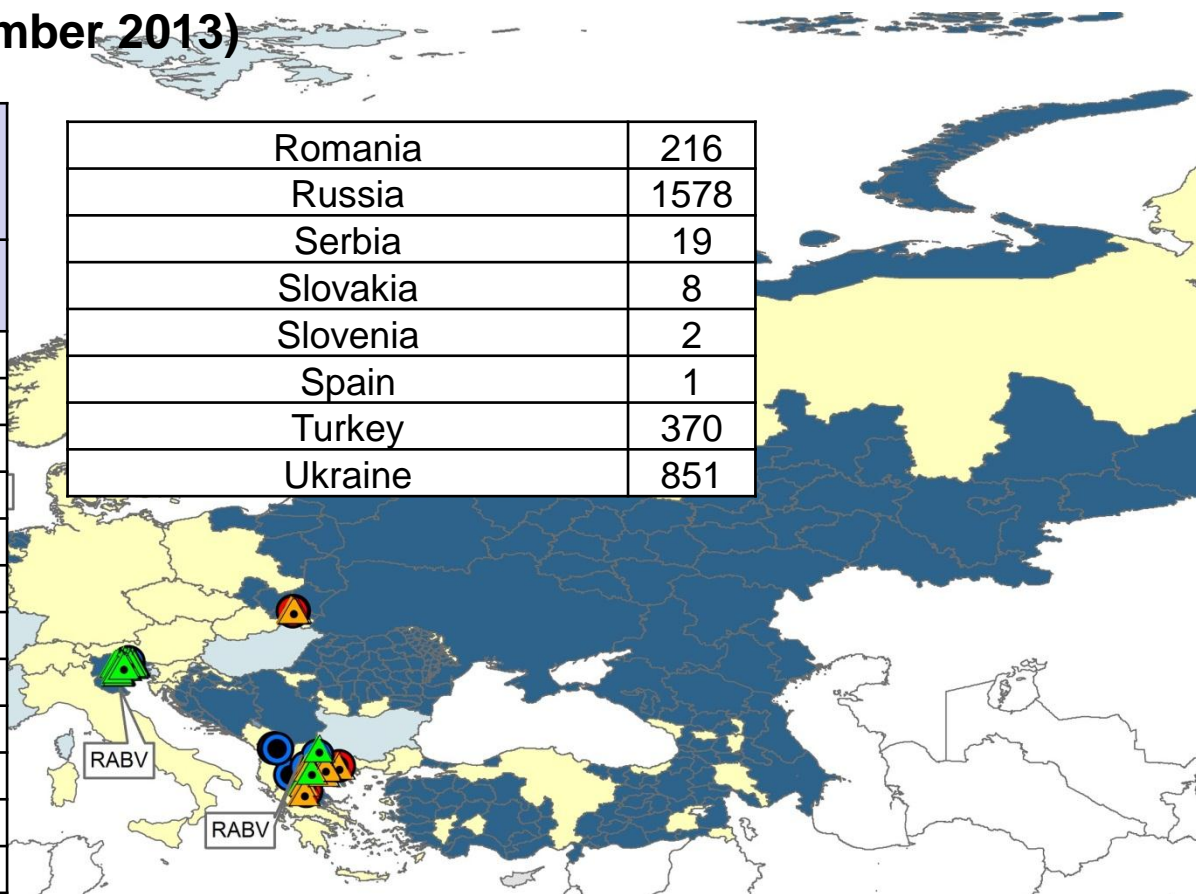 mber 2013)
Romania 216
Russia 1578
Serbia 19
Slovakia 8
Slovenia 2
Spain 1
Turkey 370
Ukraine 851
RABV
RABV